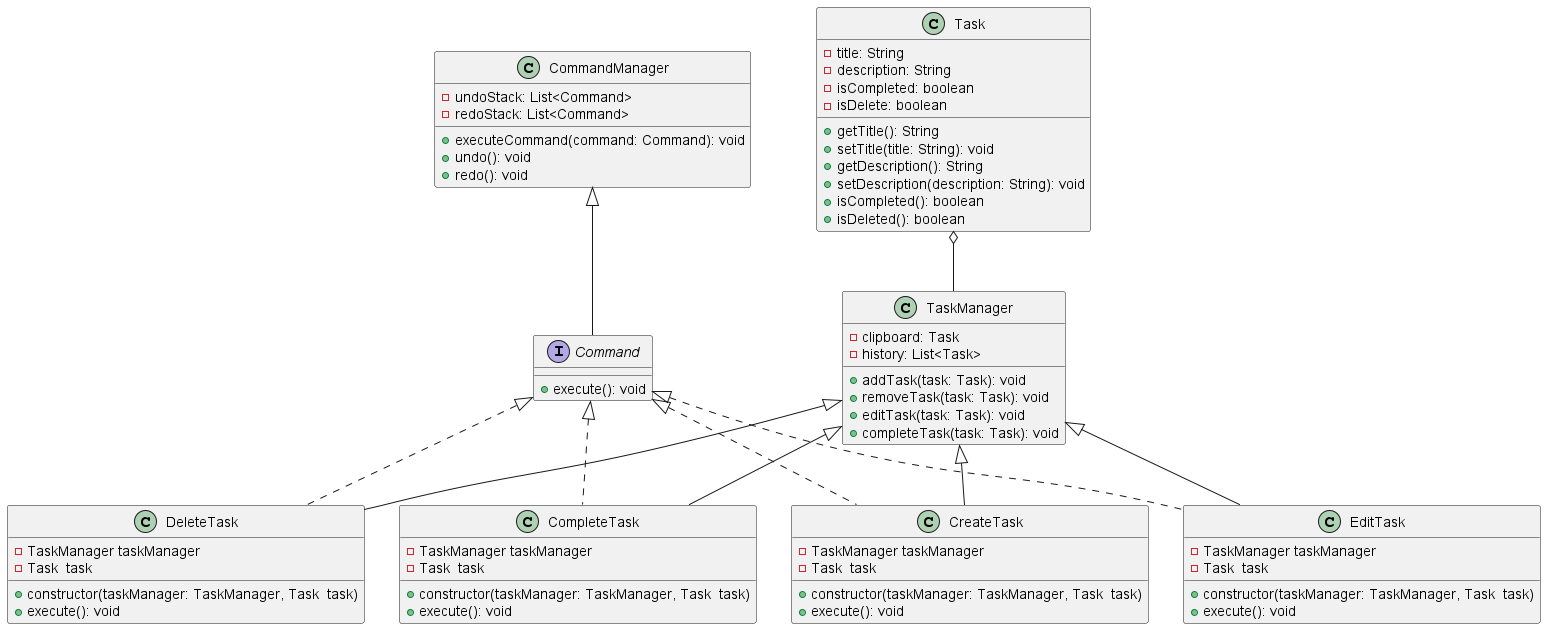 C CommandManager
undoStack: List<Command>
redoStack: List<Command>
executeCommand(command: Command): void
undo(): void
redo(): void
C Task
title: String
description: String
isCompleted: boolean
isDelete: boolean
getTitle(): String
setTitle(title: String): void
getDescription(): String
setDescription(description: String): void
isCompleted(): boolean
isDeleted(): boolean
I Command
execute(): void
C TaskManager
clipboard: Task
history: List<Task>
addTask(task: Task): void
removeTask(task: Task): void
editTask(task: Task): void
completeTask(task: Task): void
C DeleteTask
TaskManager taskManager
Task task
constructor(taskManager: TaskManager, Task task)
execute(): void
C CompleteTask
TaskManager taskManager
Task task
constructor(taskManager: TaskManager, Task task)
execute(): void
C CreateTask
TaskManager taskManager
Task task
constructor(taskManager: TaskManager, Task task)
execute(): void
C EditTask
TaskManager taskManager
Task task
constructor(taskManager: TaskManager, Task task)
execute(): void